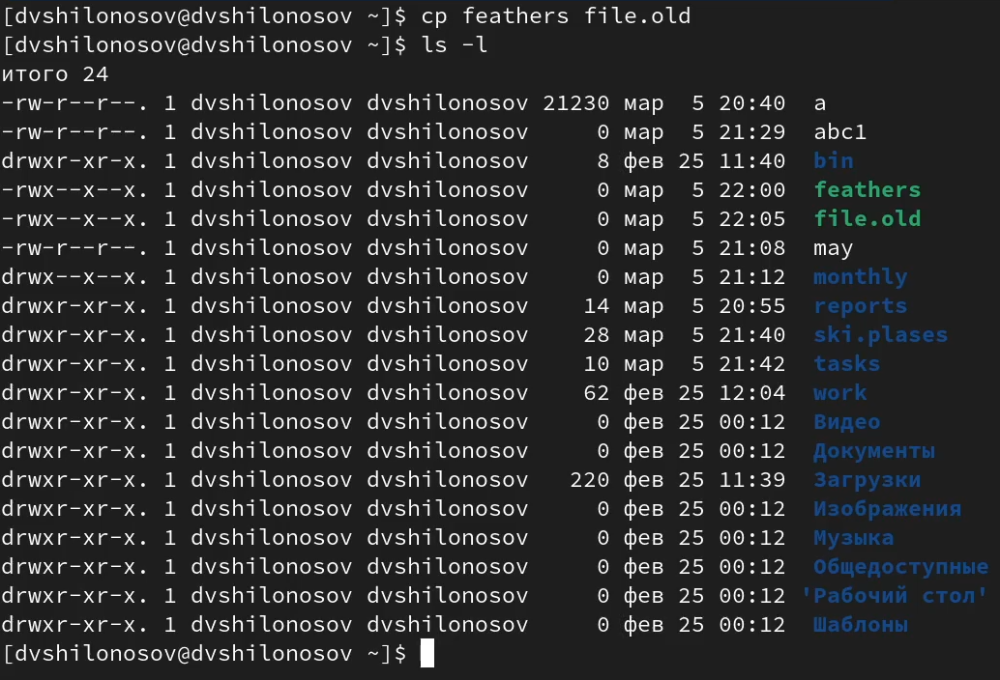 [dvshilonosov@dvshilonosov ~]$ cp feathers file.old
[dvshilonosov@dvshilonosov ~]$ ls -l
итого 24
-rw-r--r--. 1 dvshilonosov dvshilonosov 21230 мар  5 20:40  a
-rw-r--r--. 1 dvshilonosov dvshilonosov     0 мар  5 21:29  abc1
drwxr-xr-x. 1 dvshilonosov dvshilonosov     8 фев 25 11:40  bin
-rwx--x--x. 1 dvshilonosov dvshilonosov     0 мар  5 22:00  feathers
-rwx--x--x. 1 dvshilonosov dvshilonosov     0 мар  5 22:05  file.old
-rw-r--r--. 1 dvshilonosov dvshilonosov     0 мар  5 21:08  may
drwx--x--x. 1 dvshilonosov dvshilonosov     0 мар  5 21:12  monthly
drwxr-xr-x. 1 dvshilonosov dvshilonosov    14 мар  5 20:55  reports
drwxr-xr-x. 1 dvshilonosov dvshilonosov    28 мар  5 21:40  ski.plases
drwxr-xr-x. 1 dvshilonosov dvshilonosov    10 мар  5 21:42  tasks
drwxr-xr-x. 1 dvshilonosov dvshilonosov    62 фев 25 12:04  work
drwxr-xr-x. 1 dvshilonosov dvshilonosov     0 фев 25 00:12  Видео
drwxr-xr-x. 1 dvshilonosov dvshilonosov     0 фев 25 00:12  Документы
drwxr-xr-x. 1 dvshilonosov dvshilonosov   220 фев 25 11:39  Загрузки
drwxr-xr-x. 1 dvshilonosov dvshilonosov     0 фев 25 00:12  Изображения
drwxr-xr-x. 1 dvshilonosov dvshilonosov     0 фев 25 00:12  Музыка
drwxr-xr-x. 1 dvshilonosov dvshilonosov     0 фев 25 00:12  Общедоступные
drwxr-xr-x. 1 dvshilonosov dvshilonosov     0 фев 25 00:12 'Рабочий стол'
drwxr-xr-x. 1 dvshilonosov dvshilonosov     0 фев 25 00:12  Шаблоны
[dvshilonosov@dvshilonosov ~]$